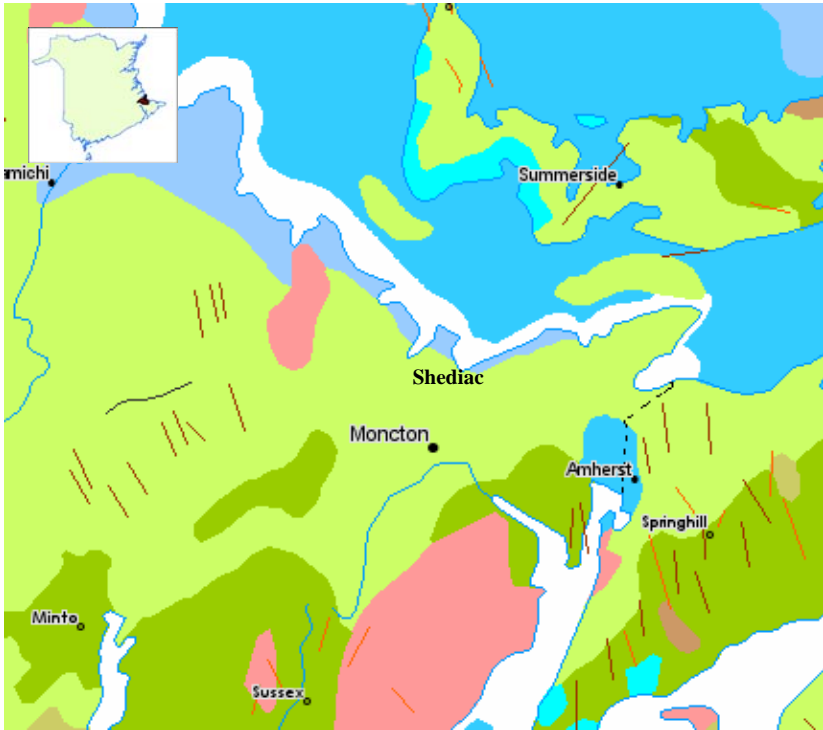 amichi
Summerside
Shediac
Moncton
Amherst
Springhill
Minto
Sussex